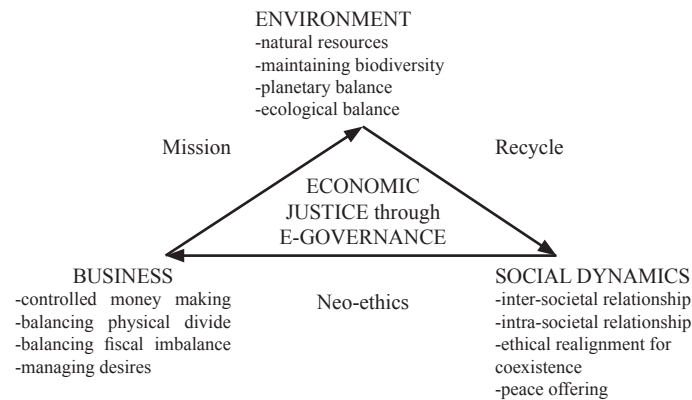 ENVIRONMENT
-natural resources
-maintaining biodiversity
-planetary balance
-ecological balance
Mission
Recycle
ECONOMIC
JUSTICE through
E-GOVERNANCE
BUSINESS
-controlled money making
-balancing physical divide
-balancing fiscal imbalance
-managing desires
Neo-ethics
SOCIAL DYNAMICS
-inter-societal relationship
-intra-societal relationship
-ethical realignment for
coexistence
-peace offering